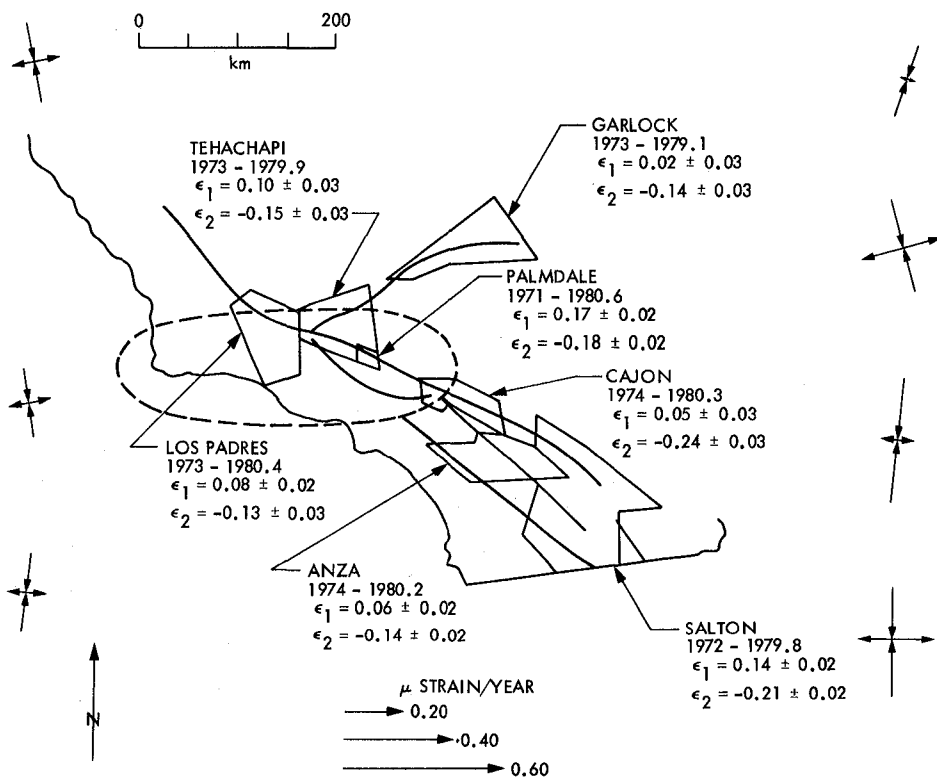 0 200
km
GARLOCK
1973 - 1979.1
ϵ1 = 0.02 ± 0.03
ϵ2 = -0.14 ± 0.03
TEHACHAPI
1973 - 1979.9
ϵ1 = 0.10 ± 0.03
ϵ2 = -0.15 ± 0.03
PALMDALE
1971 - 1980.6
ϵ1 = 0.17 ± 0.02
ϵ2 = -0.18 ± 0.02
CAJON
1974 - 1980.3
ϵ1 = 0.05 ± 0.03
ϵ2 = -0.24 ± 0.03
LOS PADRES
1973 - 1980.4
ϵ1 = 0.08 ± 0.02
ϵ2 = -0.13 ± 0.03
ANZA
1974 - 1980.2
ϵ1 = 0.06 ± 0.02
ϵ2 = -0.14 ± 0.02
SALTON
1972 - 1979.8
ϵ1 = 0.14 ± 0.02
ϵ2 = -0.21 ± 0.02
N
μ STRAIN/YEAR
0.20
0.40
0.60